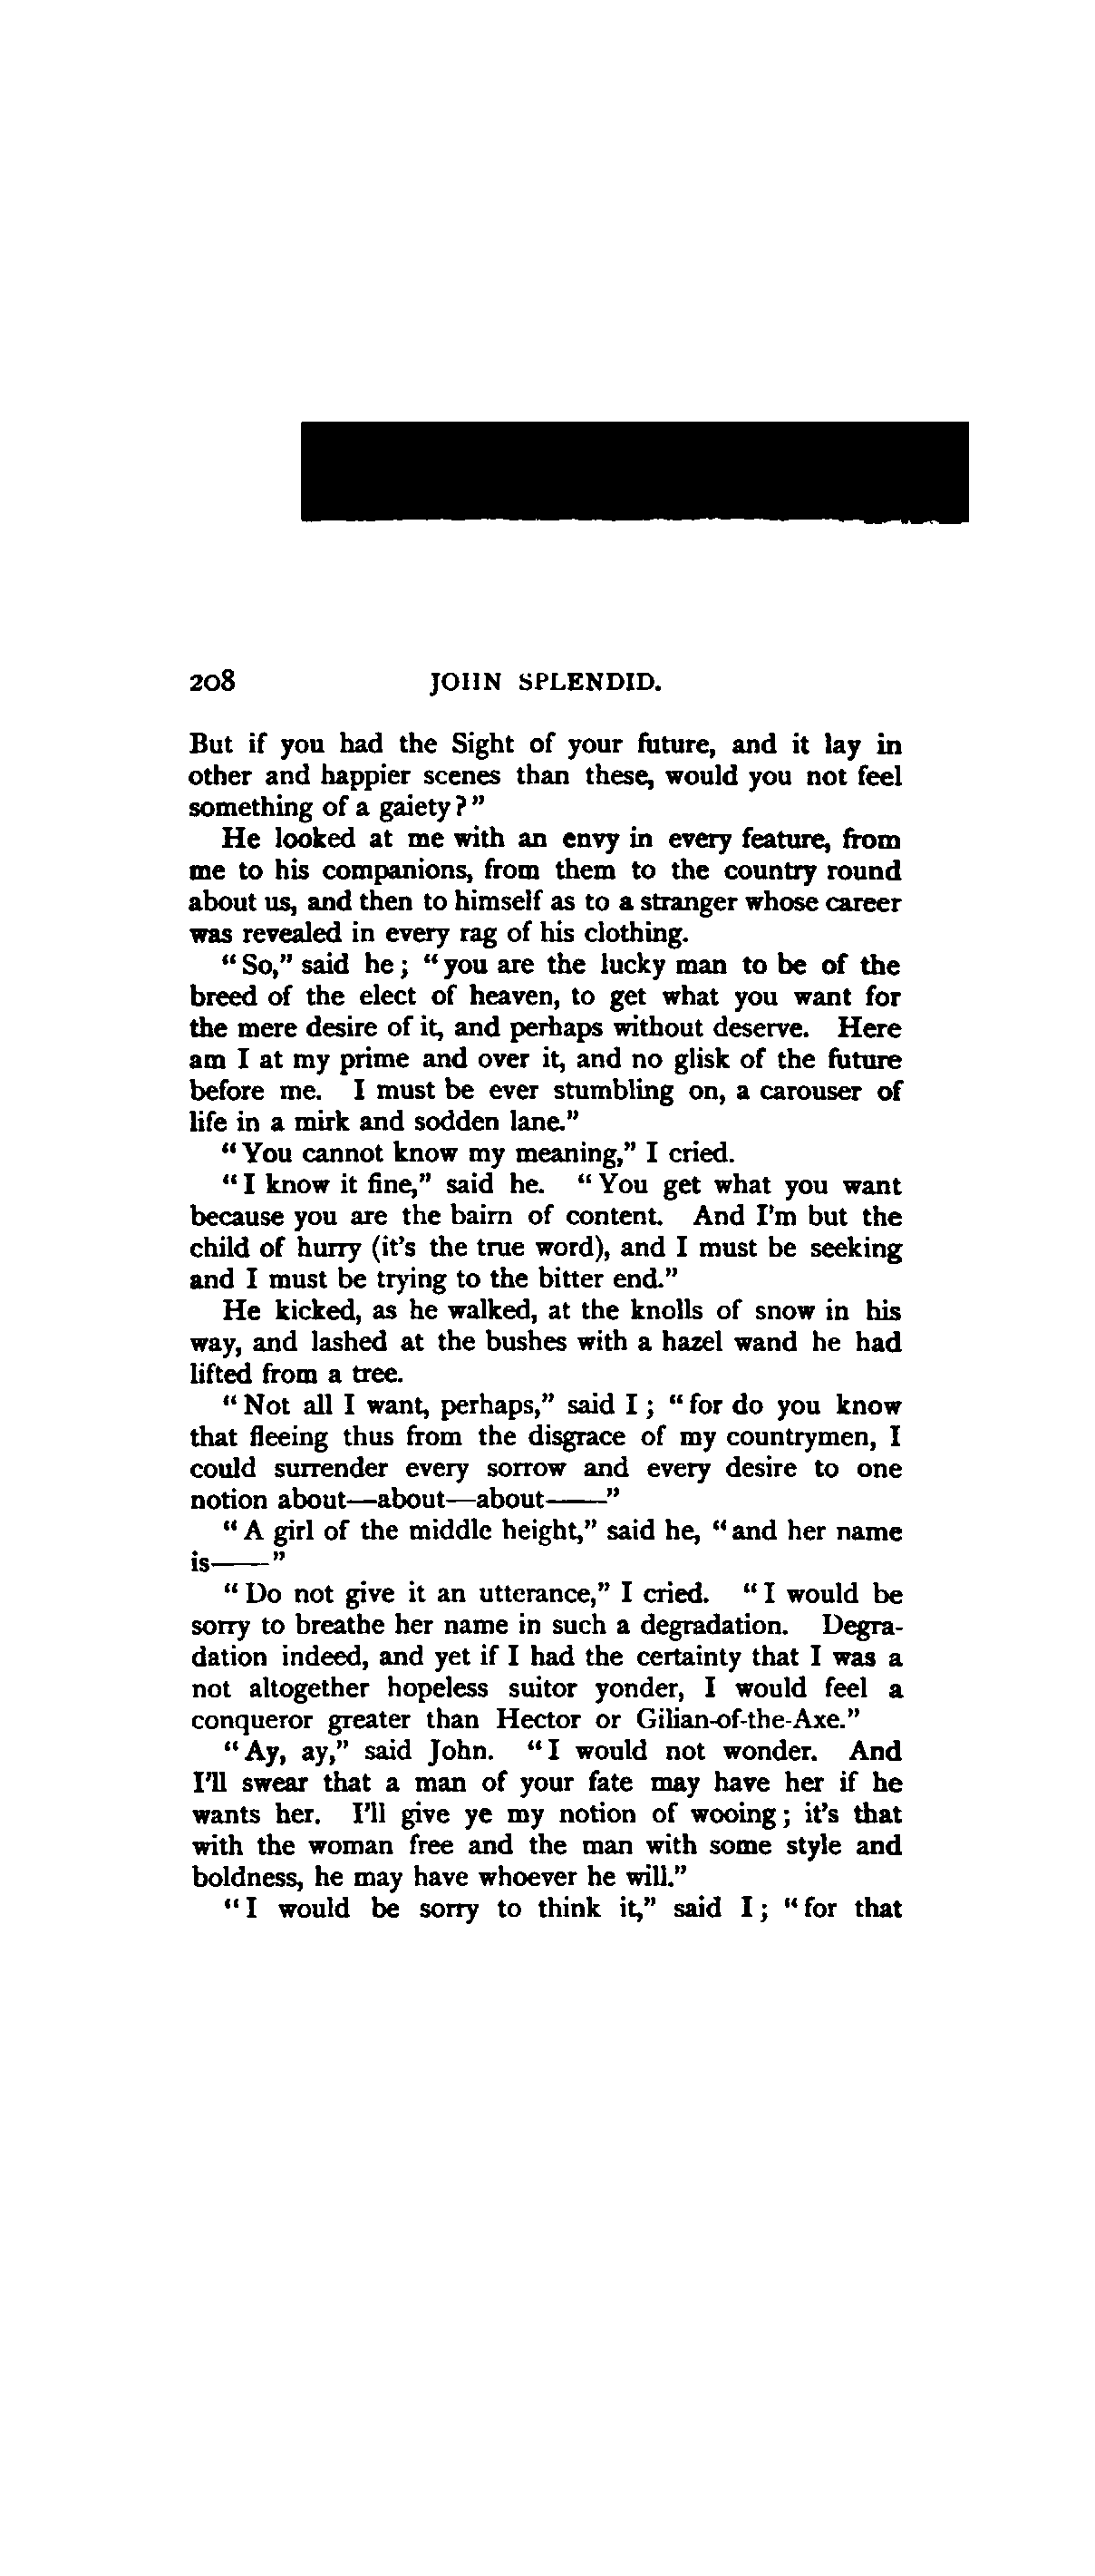 208 JOHN SPLENDID.
But if you had the Sight of your future, and it lay in
other and happier scenes than these, would you not feel
something of a gaiety?"
He looked at me with an envy in every feature, from
me to his companions, from them to the country round
about us, and then to himself as to a stranger whose career
was revealed in every rag of his clothing.
"So," said he; "you are the lucky man to be of the
breed of the elect of heaven, to get what you want for
the mere desire of it, and perhaps without deserve. Here
am I at my prime and over it, and no glisk of the future
before me. I must be ever stumbling on, a carouser of
life in a mirk and sodden lane."
"You cannot know my meaning," I cried.
"I know it fine," said he. "You get what you want
because you are the bairn of content. And I'm but the
child of hurry (it's the true word), and I must be seeking
and I must be trying to the bitter end."
He kicked, as he walked, at the knolls of snow in his
way, and lashed at the bushes with a hazel wand he had
lifted from a tree.
"Not all I want, perhaps," said I; "for do you know
that fleeing thus from the disgrace of my countrymen, I
could surrender every sorrow and every desire to one
notion about—about—about——"
"A girl of the middle height," said he, "and her name
is——"
"Do not give it an utterance," I cried. "I would be
sorry to breathe her name in such a degradation. Degra-
dation indeed, and yet if I had the certainty that I was a
not altogether hopeless suitor yonder, I would feel a
conqueror greater than Hector or Gilian-of-the-Axe."
"Ay, ay," said John. "I would not wonder. And
I'll swear that a man of your fate may have her if he
wants her. I'll give ye my notion of wooing; it's that
with the woman free and the man with some style and
boldness, he may have whoever he will."
"I would be sorry to think it," said I; "for that